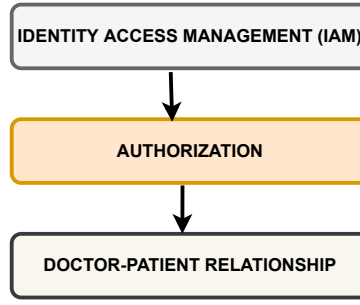 IDENTITY ACCESS MANAGEMENT (IAM)
AUTHORIZATION
DOCTOR-PATIENT RELATIONSHIP